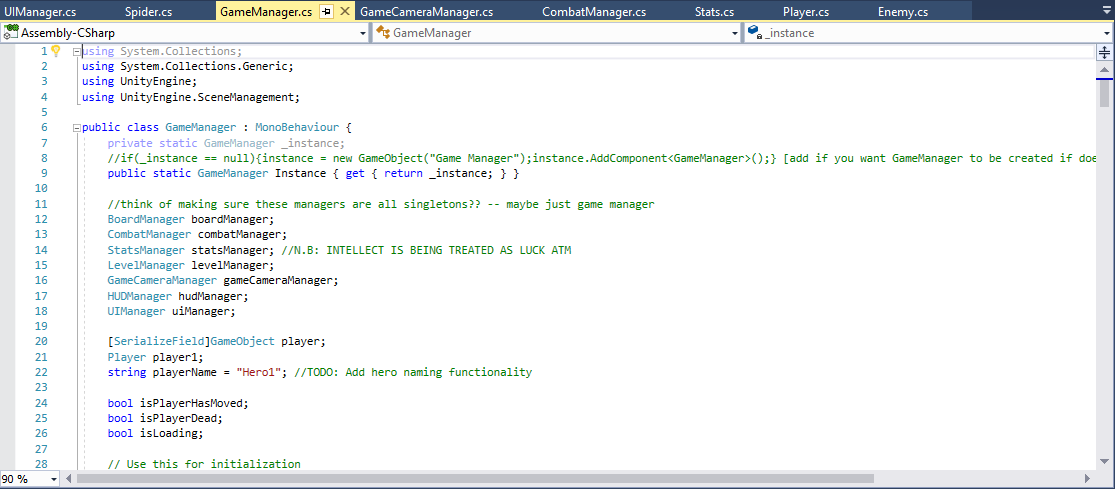 UIManager.cs Spider.cs GameManager.cs GameCameraManager.cs CombatManager.cs Stats.cs Player.cs Enemy.cs
Assembly-CSharp GameManager _instance
1 using System.Collections;
2 using System.Collections.Generic;
3 using UnityEngine;
4 using UnityEngine.SceneManagement;
5
6 public class GameManager : MonoBehaviour {
7 private static GameManager _instance;
8 //if(_instance == null){instance = new GameObject("Game Manager");instance.AddComponent<GameManager>();} [add if you want GameManager to be created if doe
9 public static GameManager Instance { get { return _instance; } }
10
11 //think of making sure these managers are all singletons?? -- maybe just game manager
12 BoardManager boardManager;
13 CombatManager combatManager;
14 StatsManager statsManager; //N.B: INTELLECT IS BEING TREATED AS LUCK ATM
15 LevelManager levelManager;
16 GameCameraManager gameCameraManager;
17 HUDManager hudManager;
18 UIManager uiManager;
19
20 [SerializeField]GameObject player;
21 Player player1;
22 string playerName = "Hero1"; //TODO: Add hero naming functionality
23
24 bool isPlayerHasMoved;
25 bool isPlayerDead;
26 bool isLoading;
27
28 // Use this for initialization
90 %